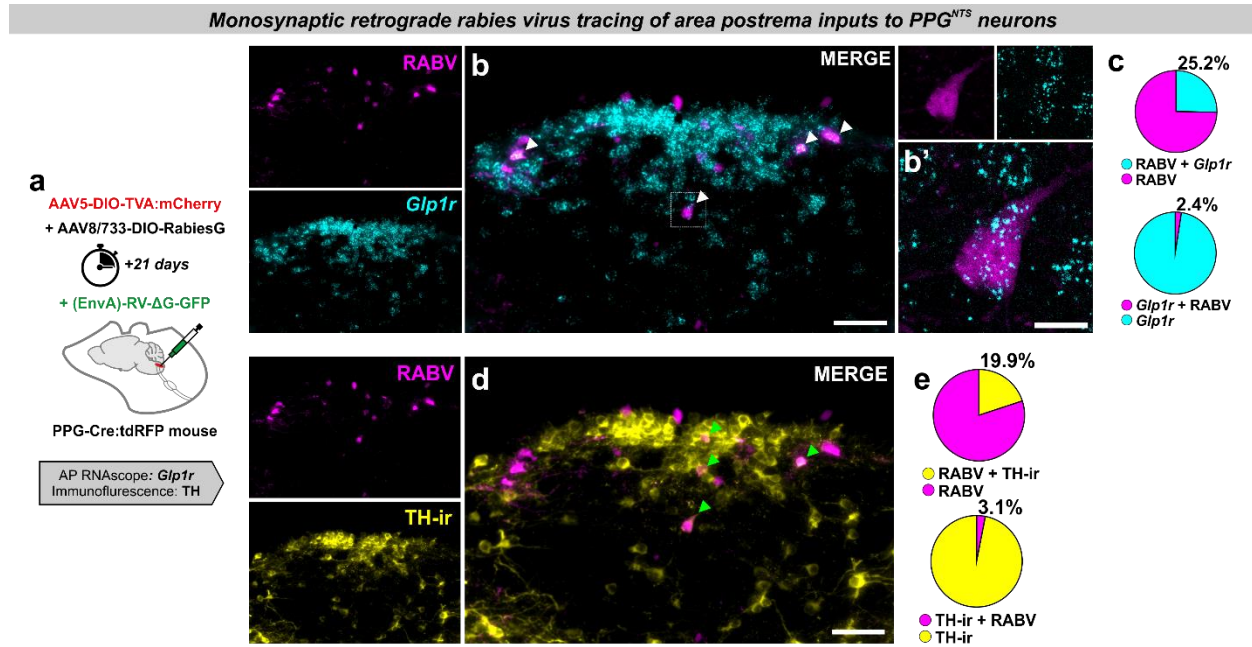 Monosynaptic retrograde rabies virus tracing of area postrema inputs to PPGᴺᵀˢ neurons
a
AAV5-DIO-TVA:mCherry
+ AAV8/733-DIO-RabiesG
+21 days
+ (EnvA)-RV-ΔG-GFP
PPG-Cre:tdRFP mouse
AP RNAscope: Glp1r
Immunoflurescence: TH
RABV
Glp1r
b
MERGE
b'
c
25.2%
RABV + Glp1r
RABV
2.4%
Glp1r + RABV
Glp1r
RABV
TH-ir
d
MERGE
e
19.9%
RABV + TH-ir
RABV
3.1%
TH-ir + RABV
TH-ir